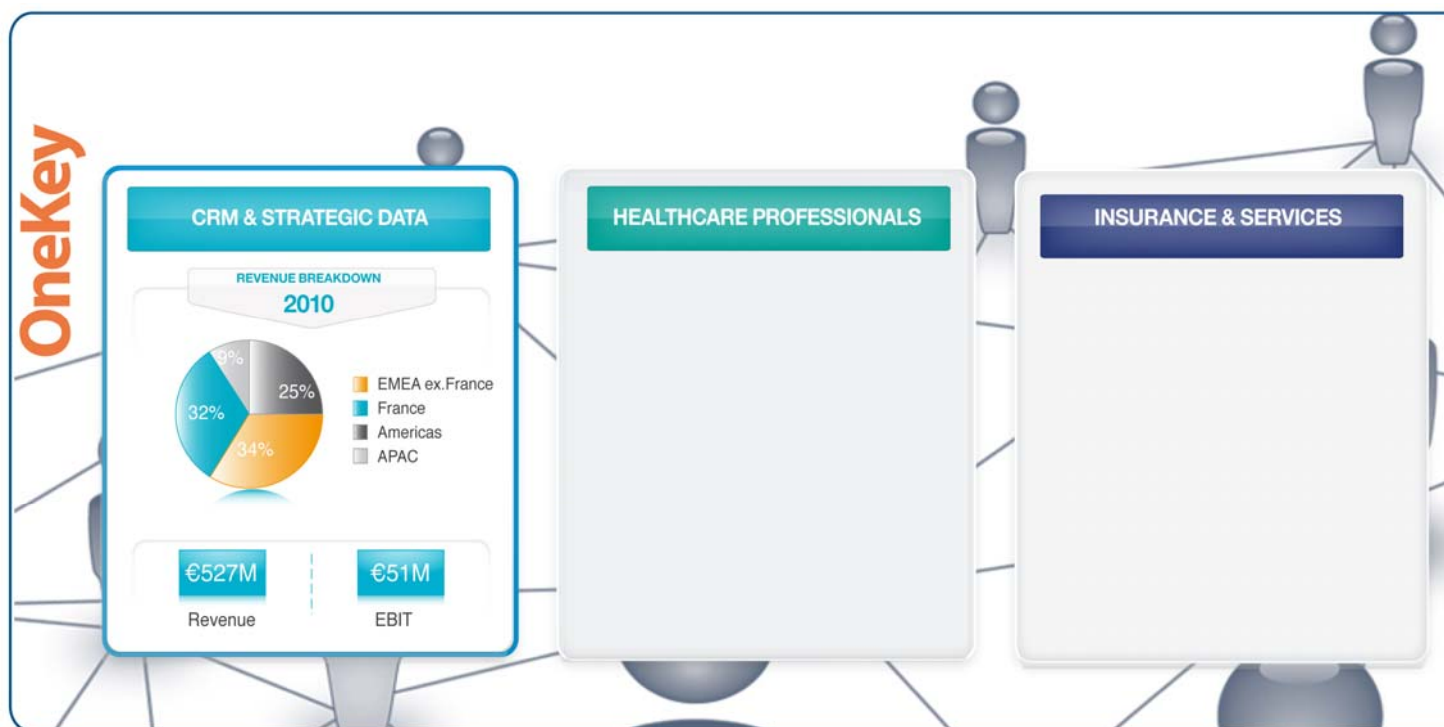 OneKey
CRM & STRATEGIC DATA
REVENUE BREAKDOWN
2010
9%
25%
32%
34%
EMEA ex.France
France
Americas
APAC
€527M
€51M
Revenue
EBIT
HEALTHCARE PROFESSIONALS
INSURANCE & SERVICES